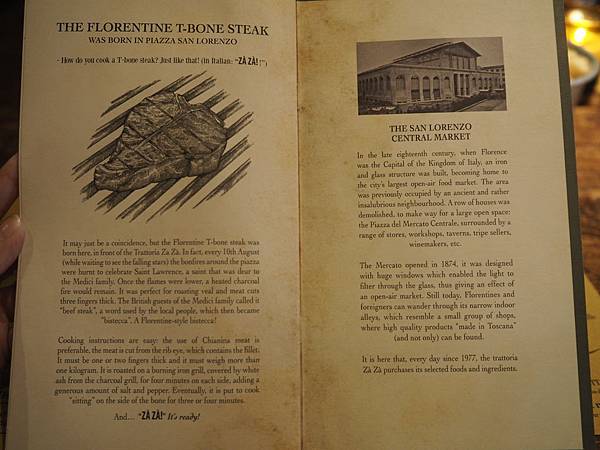 THE FLORENTINE T-BONE STEAK
WAS BORN IN PIAZZA SAN LORENZO
- How do you cook a T-bone steak? Just like that! (in Italian: "ZÀ ZÀ! !")
It may just be a coincidence, but the Florentine T-bone steak was
born here, in front of the Trattoria Za Zà. In fact, every 10th August
(while waiting to see the falling stars) the bonfires around the piazza
were burnt to celebrate Saint Lawrence, a saint that was dear to
the Medici family. Once the flames were lower, a heated charcoal
fire would remain. It was perfect for roasting veal and meat cuts
three fingers thick. The British guests of the Medici family called it
"beef steak", a word used by the local people, which then became
"bistecca". A Florentine-style bistecca!
Cooking instructions are easy: the use of Chianina meat is
preferable, the meat is cut from the rib eye, which contains the fillet.
It must be one or two fingers thick and it must weigh more than
one kilogram. It is roasted on a burning iron grill, covered by white
ash from the charcoal grill, for four minutes on each side, adding a
generous amount of salt and pepper. Eventually, it is put to cook
"sitting" on the side of the bone for three or four minutes.
And... "ZÀ ZÀ!" It's ready!
THE SAN LORENZO
CENTRAL MARKET
In the late eighteenth century, when Florence
was the Capital of the Kingdom of Italy, an iron
and glass structure was built, becoming home to
the city's largest open-air food market. The area
was previously occupied by an ancient and rather
insalubrious neighbourhood. A row of houses was
demolished, to make way for a large open space:
the Piazza del Mercato Centrale, surrounded by a
range of stores, workshops, taverns, tripe sellers,
winemakers, etc.
The Mercato opened in 1874, it was designed
with huge windows which enabled the light to
filter through the glass, thus giving an effect of
an open-air market. Still today, Florentines and
foreigners can wander through its narrow indoor
alleys, which resemble a small group of shops,
where high quality products "made in Toscana"
(and not only) can be found.
It is here that, every day since 1977, the trattoria
Zà Zà purchases its selected foods and ingredients.